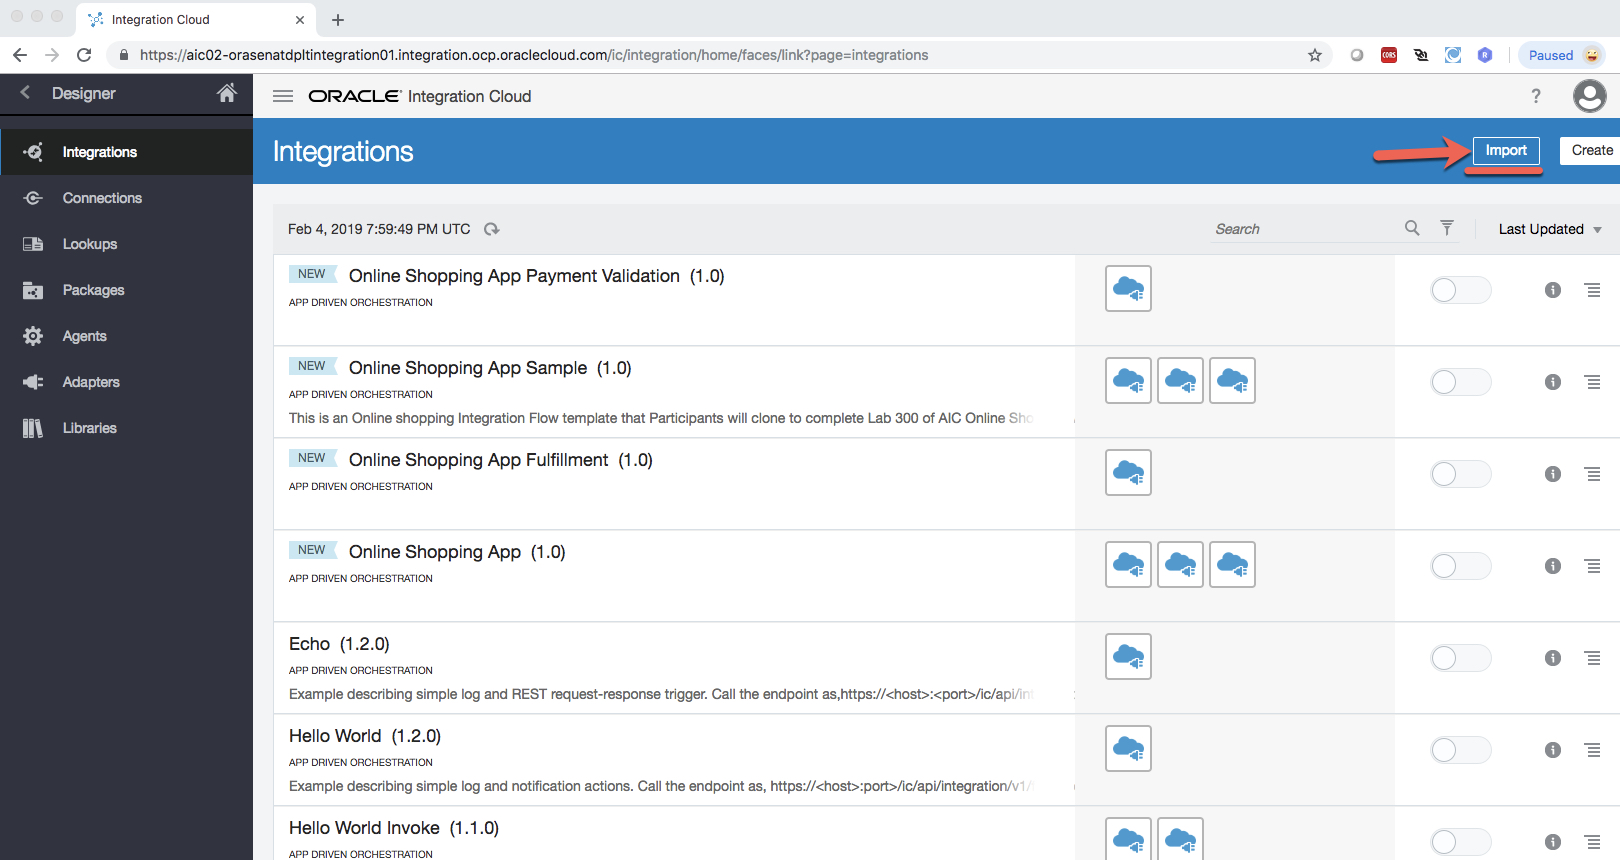 Integration Cloud
https://aic02-orasenatdpltintegration01.integration.ocp.oraclecloud.com/ic/integration/home/faces/link?page=integrations
CORS
R
Paused
Designer
ORACLE® Integration Cloud
?
Integrations
Connections
Lookups
Packages
Agents
Adapters
Libraries
Integrations
Import
Create
Feb 4, 2019 7:59:49 PM UTC
Search
Last Updated
NEW Online Shopping App Payment Validation (1.0)
APP DRIVEN ORCHESTRATION
NEW Online Shopping App Sample (1.0)
APP DRIVEN ORCHESTRATION
This is an Online shopping Integration Flow template that Participants will clone to complete Lab 300 of AIC Online Sho
NEW Online Shopping App Fulfillment (1.0)
APP DRIVEN ORCHESTRATION
NEW Online Shopping App (1.0)
APP DRIVEN ORCHESTRATION
Echo (1.2.0)
APP DRIVEN ORCHESTRATION
Example describing simple log and REST request-response trigger. Call the endpoint as,https://<host>:<port>/ic/api/int
Hello World (1.2.0)
APP DRIVEN ORCHESTRATION
Example describing simple log and notification actions. Call the endpoint as, https://<host>:port>/ic/api/integration/v1/
Hello World Invoke (1.1.0)
APP DRIVEN ORCHESTRATION